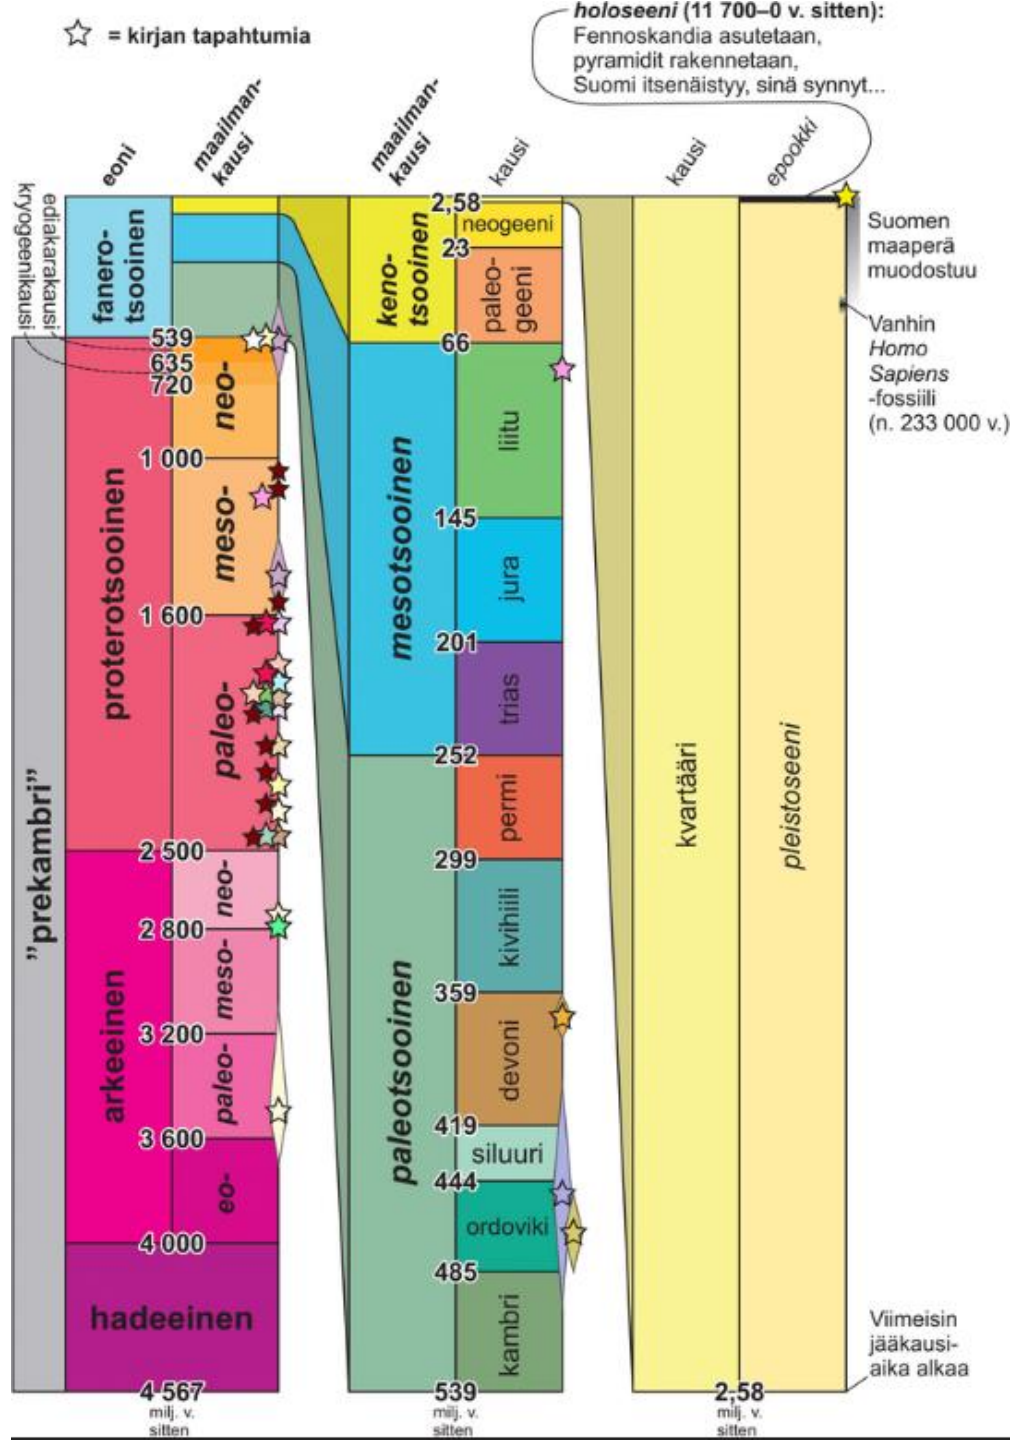 = kirjan tapahtumia
holoseeni (11 700–0 v. sitten):
Fennoskandia asutetaan,
pyramidit rakennetaan,
Suomi itsenäistyy, sinä synnyt...
eoni
maailman-
kausi
maailman-
kausi
kausi
kausi
epookki
kryogeenikausi
ediakarakausi
fanero-
tsooinen
539
635
720
1 000
1 600
2 500
2 800
3 200
3 600
4 000
4 567
milj. v.
sitten
"prekambri"
proterotsooinen
arkeeinen
hadeeinen
neo-
meso-
paleo-
neo-
meso-
paleo-
eo-
keno-
tsooinen
mesotsooinen
paleotsooinen
2,58
neogeeni
23
paleo-
geeni
66
liitu
145
jura
201
trias
252
permi
299
kivihiili
359
devoni
419
siluuri
444
ordoviki
485
kambri
539
milj. v.
sitten
kvartääri
pleistoseeni
2,58
milj. v.
sitten
Suomen
maaperä
muodostuu
Vanhin
Homo
Sapiens
-fossiili
(n. 233 000 v.)
Viimeisin
jääkausi-
aika alkaa